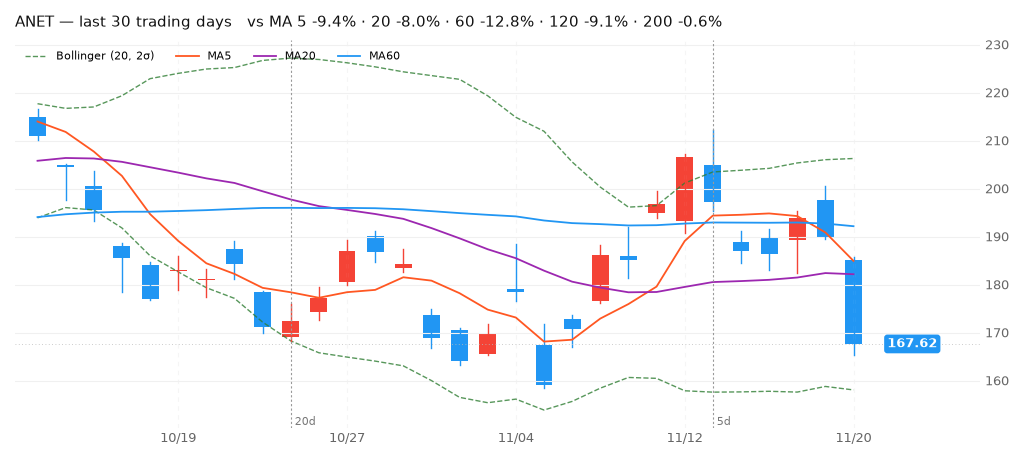 ANET — last 30 trading days vs MA 5 -9.4% · 20 -8.0% · 60 -12.8% · 120 -9.1% · 200 -0.6%
Bollinger (20, 2σ) MA5 MA20 MA60
230
220
210
200
190
180
170
160
167.62
20d
5d
10/19 10/27 11/04 11/12 11/20